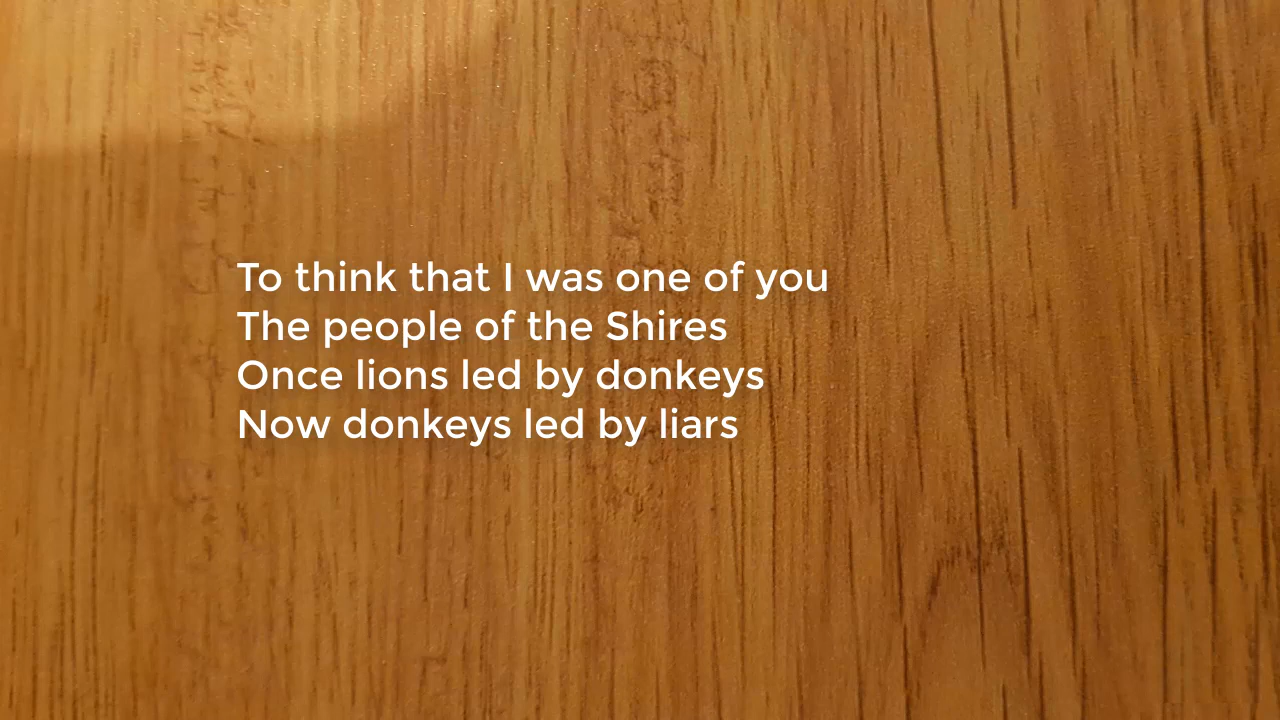 To think that I was one of you
The people of the Shires
Once lions led by donkeys
Now donkeys led by liars